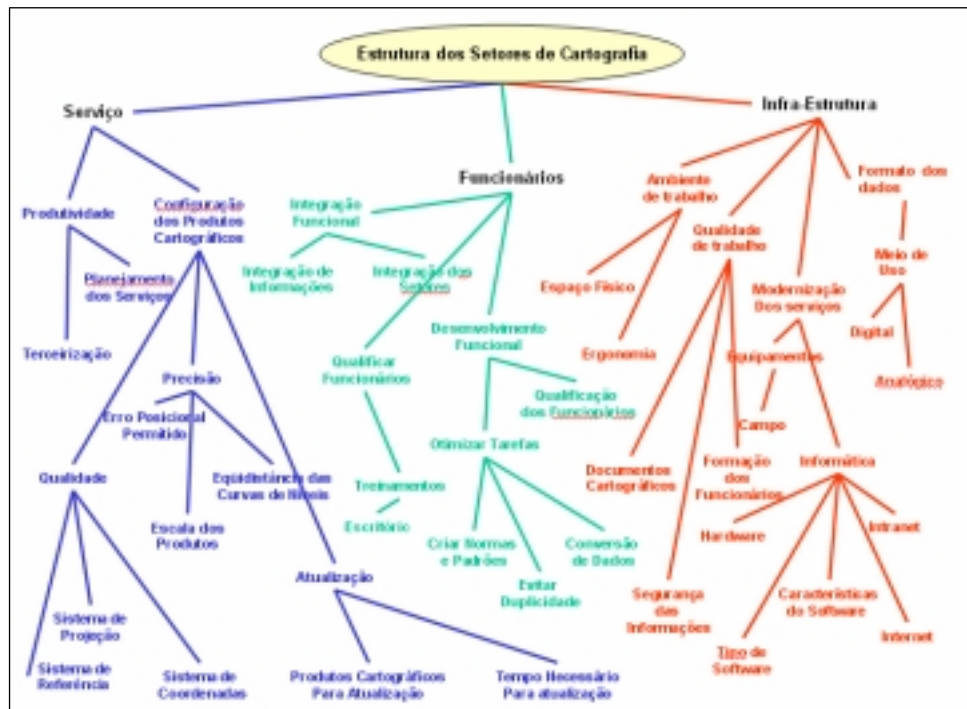 Estrutura dos Setores de Cartografia
Serviço
Produtividade
Planejamento
dos Serviços
Terceirização
Configuração
dos Produtos
Cartográficos
Precisão
Erro Posicional
Permitido
Eqüidistância das
Curvas de Níveis
Escala dos
Produtos
Qualidade
Sistema de
Projeção
Sistema de
Referência
Sistema de
Coordenadas
Atualização
Produtos Cartográficos
Para Atualização
Tempo Necessário
Para atualização
Funcionários
Integração
Funcional
Integração de
Informações
Integração dos
Setores
Qualificar
Funcionários
Treinamentos
Escritório
Desenvolvimento
Funcional
Qualificação
dos Funcionários
Otimizar Tarefas
Criar Normas
e Padrões
Evitar
Duplicidade
Conversão
de Dados
Infra-Estrutura
Ambiente
de trabalho
Espaço Físico
Ergonomia
Qualidade
de trabalho
Documentos
Cartográficos
Segurança
das
Informações
Formação
dos
Funcionários
Modernização
Dos serviços
Equipamentos
Campo
Informática
Hardware
Tipo de
Software
Características
do Software
Internet
Intranet
Formato dos
dados
Meio de
Uso
Digital
Analógico